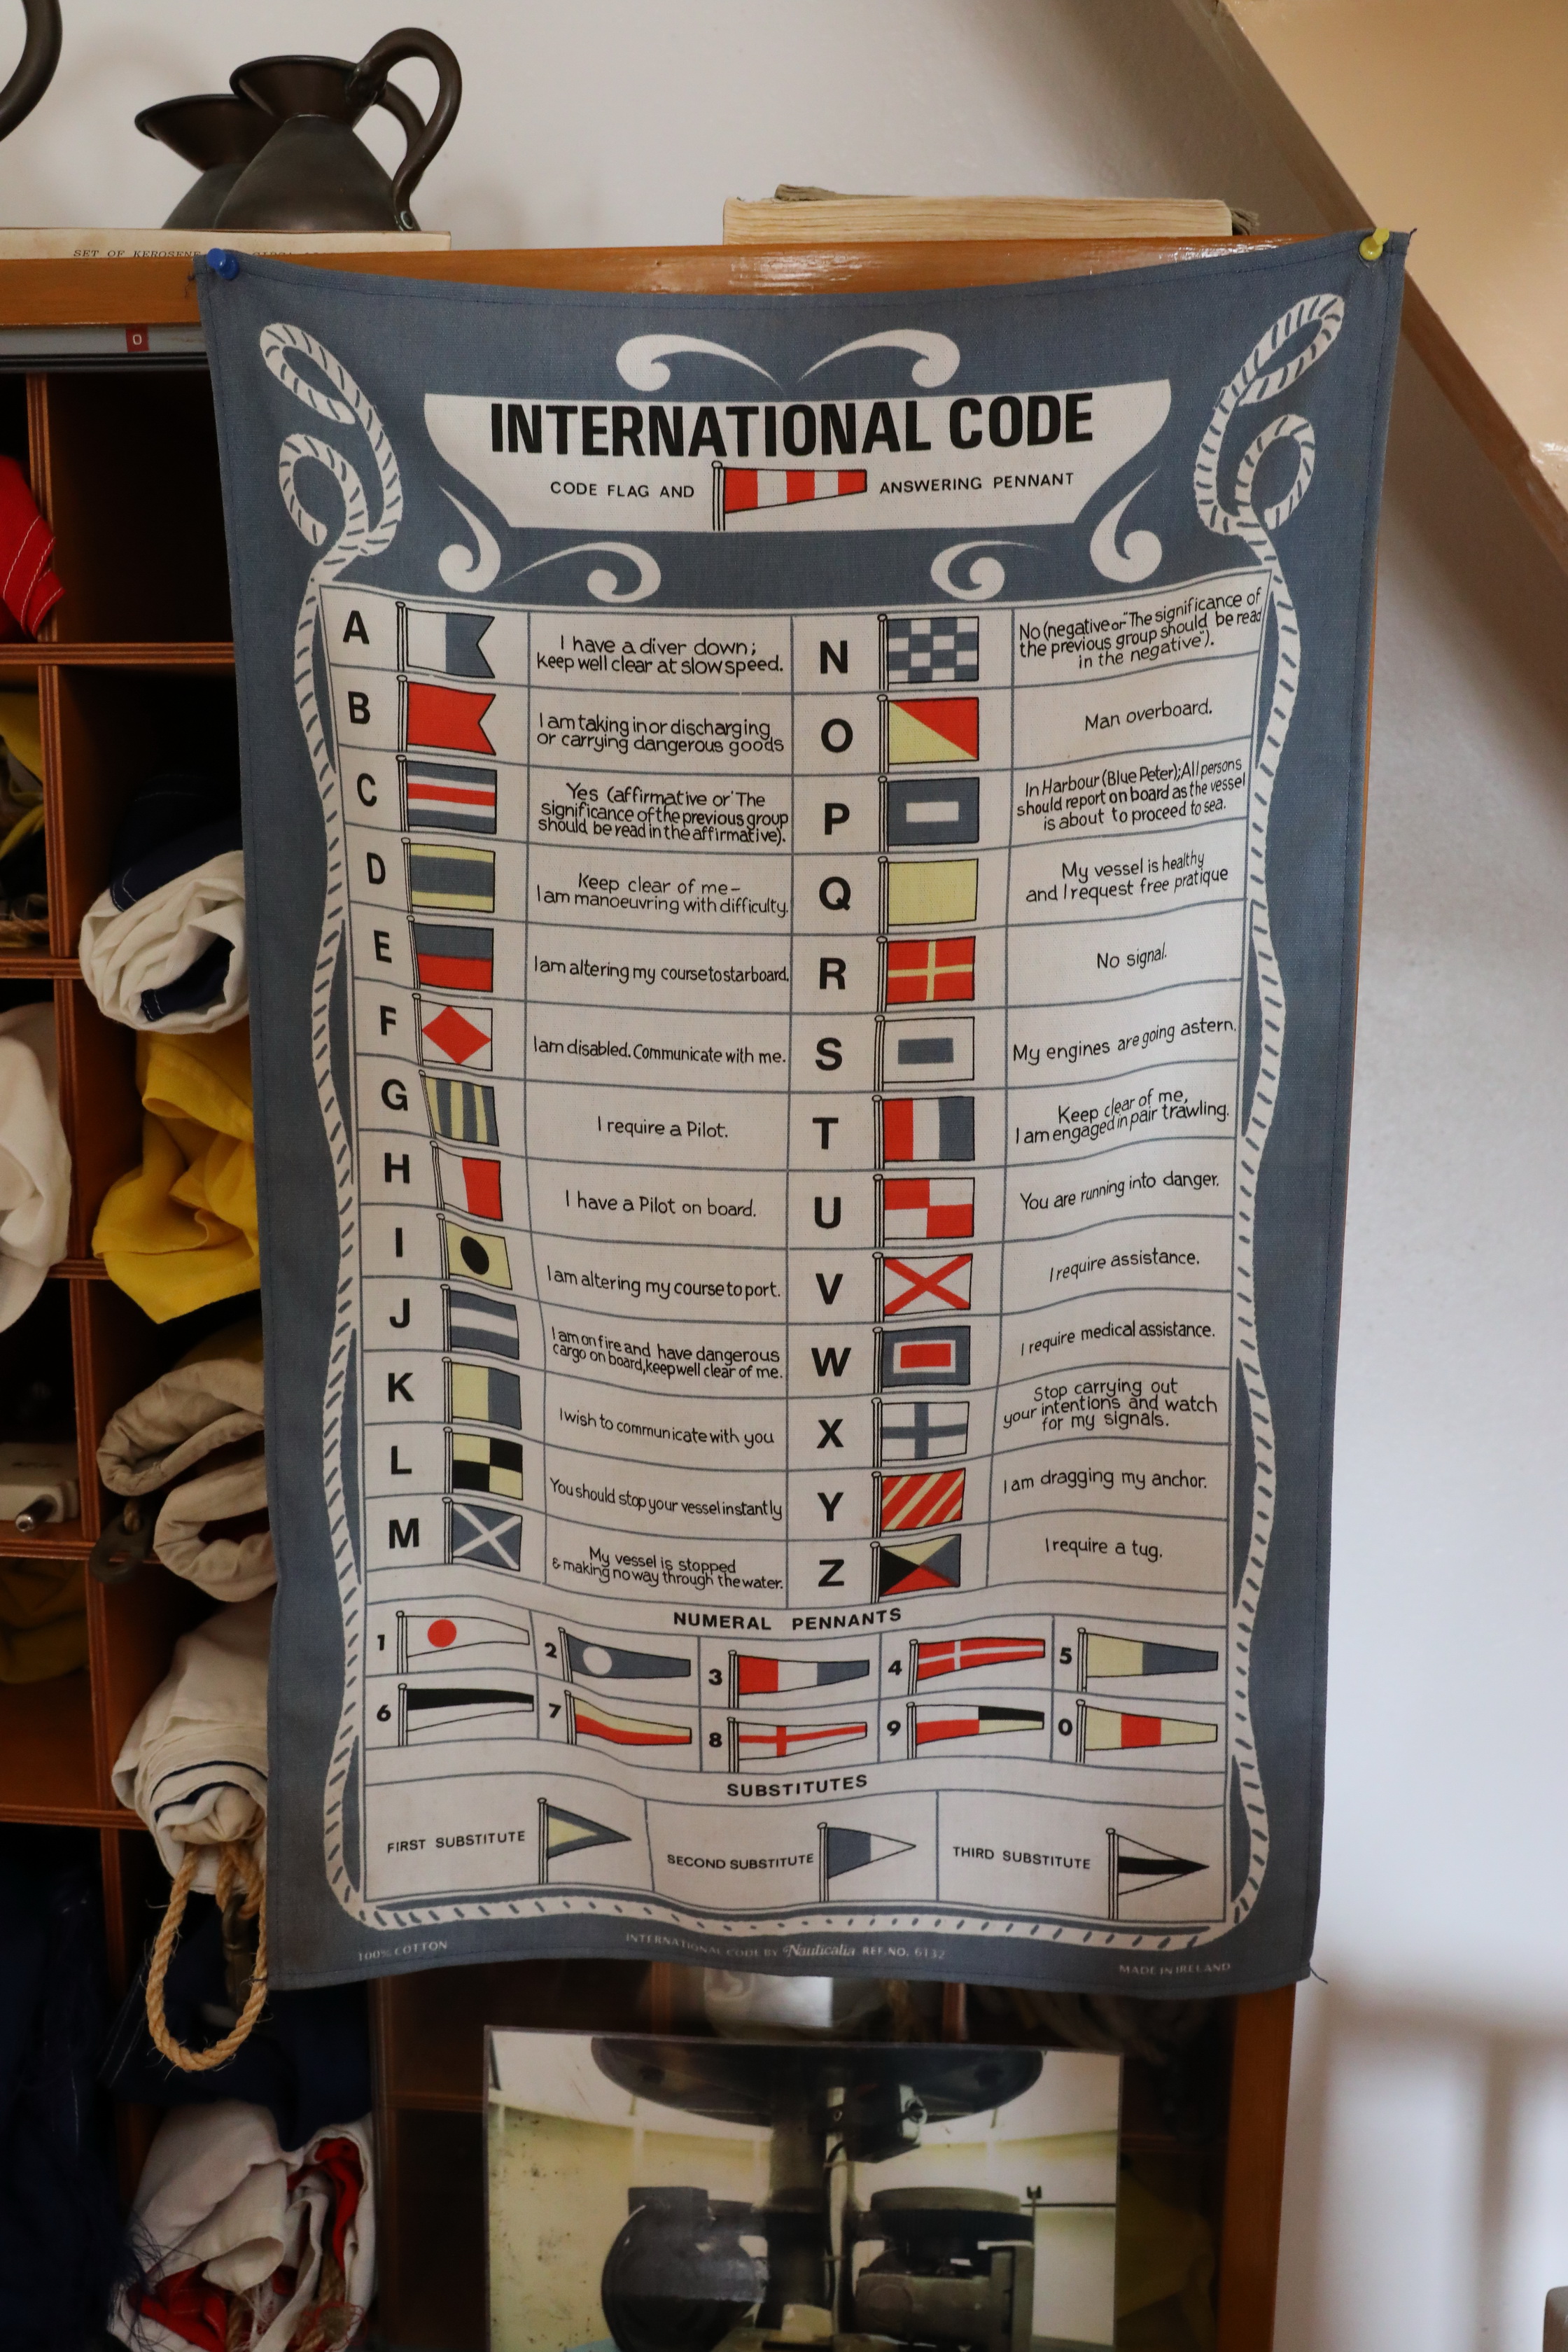 SET OF KEROSENE
O
INTERNATIONAL CODE
CODE FLAG AND ANSWERING PENNANT
A
I have a diver down;
keep well clear at slow speed.
B
I am taking in or discharging
or carrying dangerous goods
C
Yes (affirmative or "The
significance of the previous group
should be read in the affirmative).
D
Keep clear of me –
I am manoeuvring with difficulty.
E
I am altering my course to starboard.
F
I am disabled. Communicate with me.
G
I require a Pilot.
H
I have a Pilot on board.
I
I am altering my course to port.
J
I am on fire and have dangerous
cargo on board, keep well clear of me.
K
I wish to communicate with you
L
You should stop your vessel instantly
M
My vessel is stopped
& making no way through the water.
N
No (negative or "The significance of
the previous group should be read
in the negative").
O
Man overboard.
P
In Harbour (Blue Peter); All persons
should report on board as the vessel
is about to proceed to sea.
Q
My vessel is healthy
and I request free pratique
R
No signal.
S
My engines are going astern.
T
Keep clear of me,
I am engaged in pair trawling.
U
You are running into danger.
V
I require assistance.
W
I require medical assistance.
X
Stop carrying out
your intentions and watch
for my signals.
Y
I am dragging my anchor.
Z
I require a tug.
NUMERAL PENNANTS
1 2 3 4 5
6 7 8 9 0
SUBSTITUTES
FIRST SUBSTITUTE SECOND SUBSTITUTE THIRD SUBSTITUTE
100% COTTON INTERNATIONAL CODE BY Nauticalia REF. NO. 6132 MADE IN IRELAND